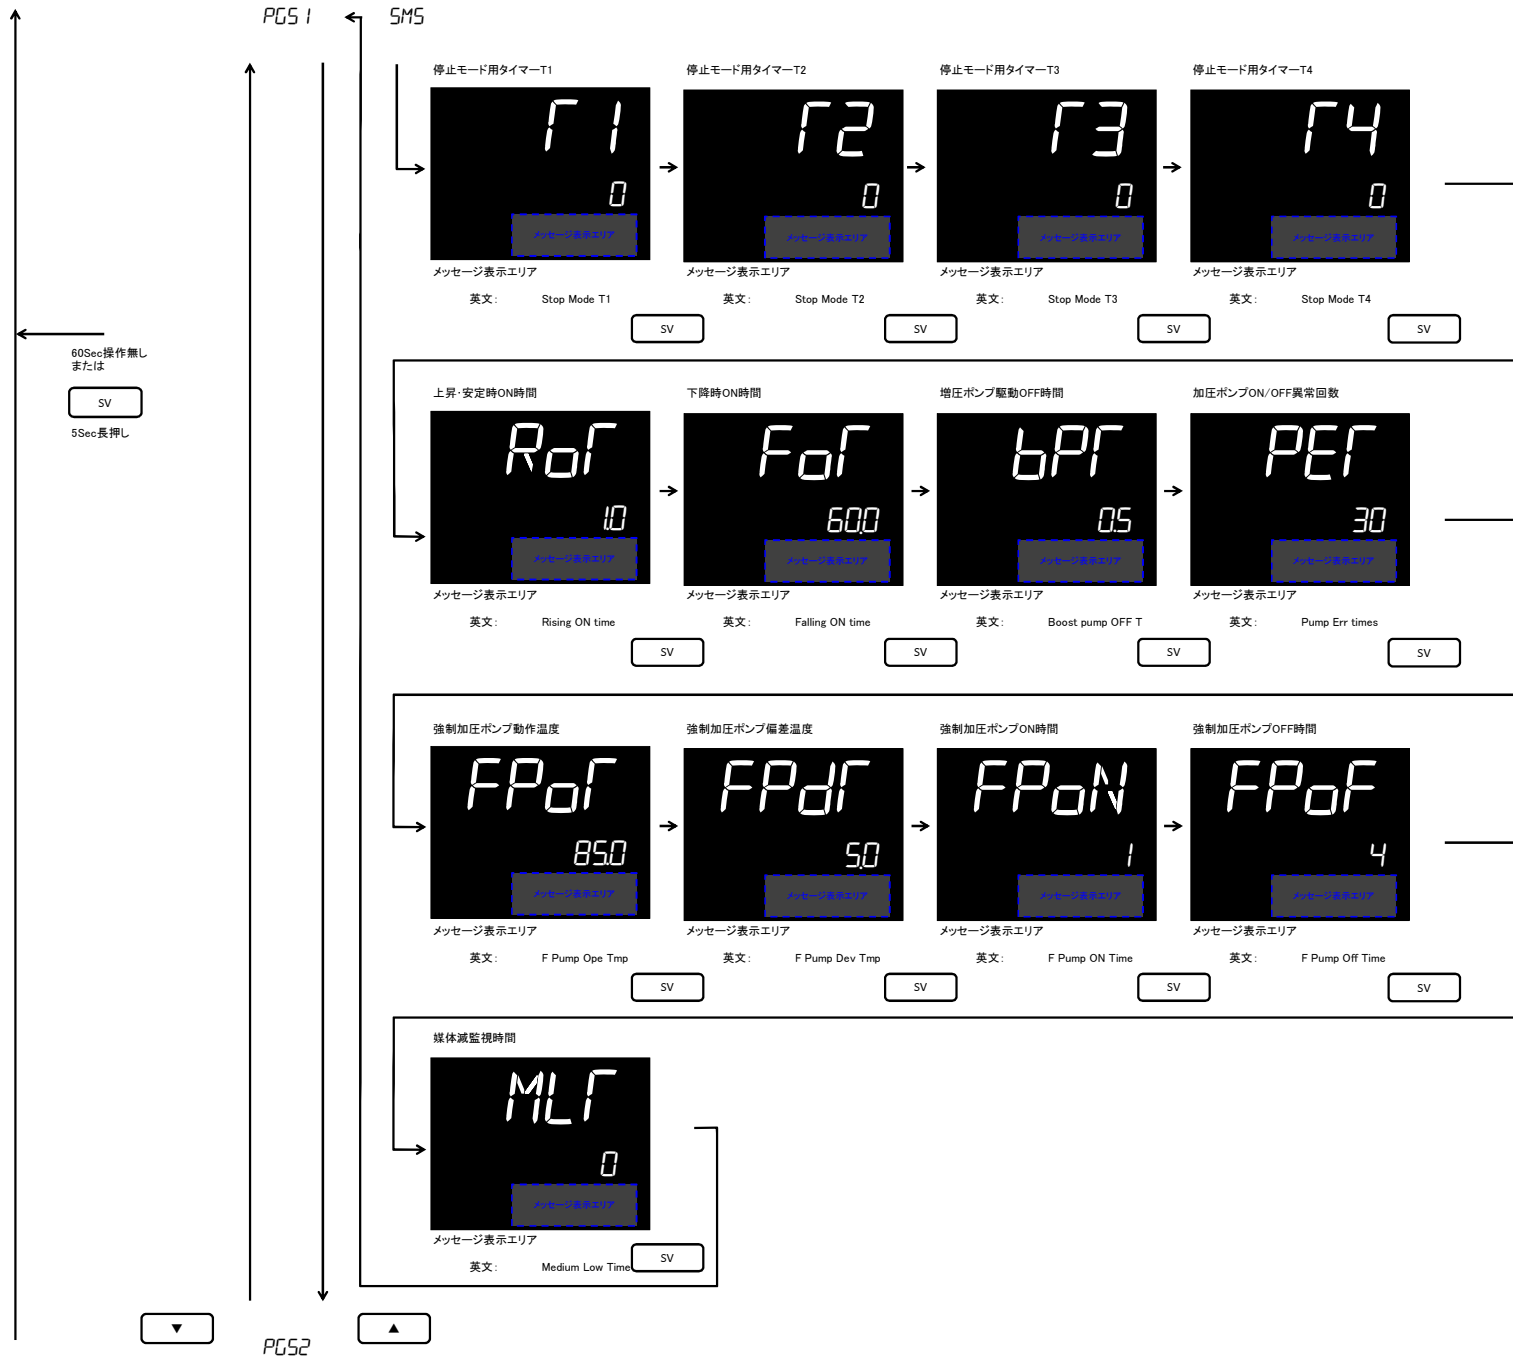 PGS1
SMS
停止モード用タイマーT1
停止モード用タイマーT2
停止モード用タイマーT3
停止モード用タイマーT4
T1
T2
T3
T4
0
0
0
0
メッセージ表示エリア
メッセージ表示エリア
メッセージ表示エリア
メッセージ表示エリア
メッセージ表示エリア
メッセージ表示エリア
メッセージ表示エリア
メッセージ表示エリア
英文: Stop Mode T1
英文: Stop Mode T2
英文: Stop Mode T3
英文: Stop Mode T4
SV
SV
SV
SV
60Sec操作無し
または
SV
5Sec長押し
上昇・安定時ON時間
下降時ON時間
増圧ポンプ駆動OFF時間
加圧ポンプON/OFF異常回数
RoT
FoT
bPT
PET
1.0
60.0
0.5
30
メッセージ表示エリア
メッセージ表示エリア
メッセージ表示エリア
メッセージ表示エリア
メッセージ表示エリア
メッセージ表示エリア
メッセージ表示エリア
メッセージ表示エリア
英文: Rising ON time
英文: Falling ON time
英文: Boost pump OFF T
英文: Pump Err times
SV
SV
SV
SV
強制加圧ポンプ動作温度
強制加圧ポンプ偏差温度
強制加圧ポンプON時間
強制加圧ポンプOFF時間
FPoT
FPdT
FPoN
FPoF
85.0
5.0
1
4
メッセージ表示エリア
メッセージ表示エリア
メッセージ表示エリア
メッセージ表示エリア
メッセージ表示エリア
メッセージ表示エリア
メッセージ表示エリア
メッセージ表示エリア
英文: F Pump Ope Tmp
英文: F Pump Dev Tmp
英文: F Pump ON Time
英文: F Pump Off Time
SV
SV
SV
SV
媒体減監視時間
MLT
0
メッセージ表示エリア
メッセージ表示エリア
英文: Medium Low Time
SV
▼
▲
PGS2